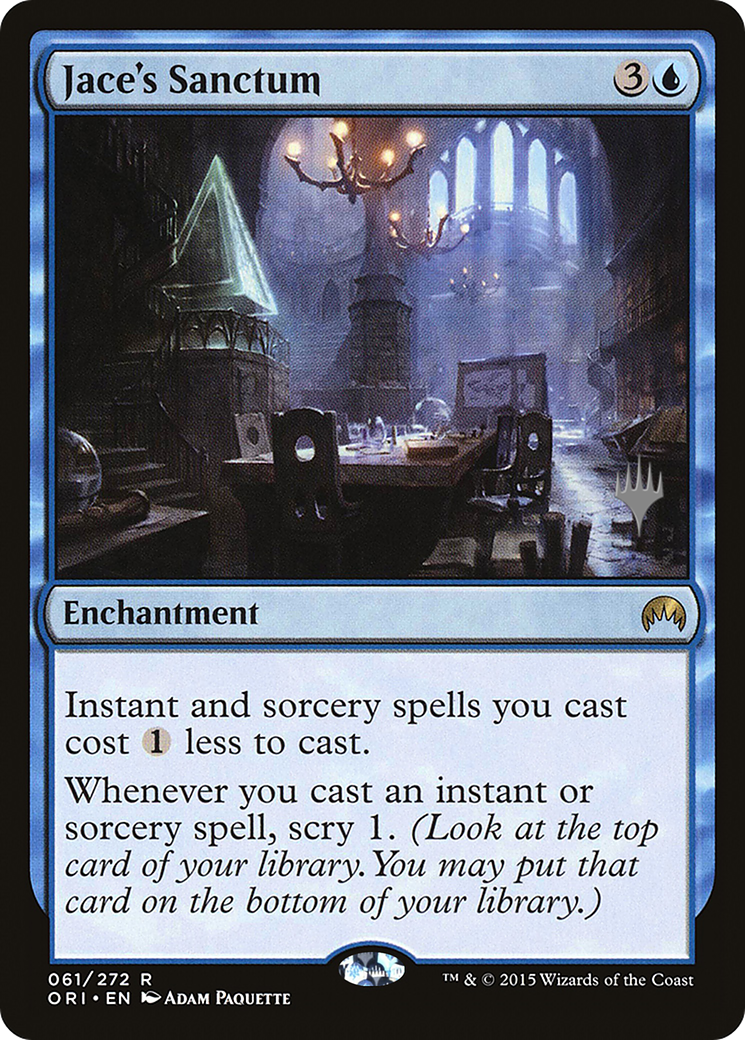 Jace's Sanctum 3
Enchantment
Instant and sorcery spells you cast
cost 1 less to cast.
Whenever you cast an instant or
sorcery spell, scry 1. (Look at the top
card of your library. You may put that
card on the bottom of your library.)
061/272 R
ORI • EN Adam Paquette
™ & © 2015 Wizards of the Coast